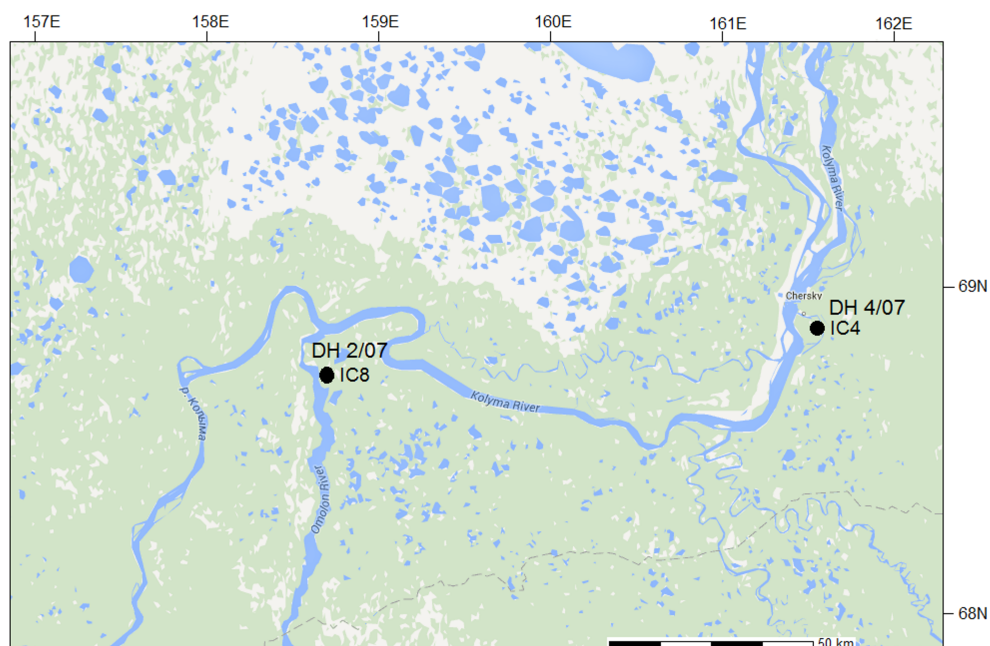 157E 158E 159E 160E 161E 162E
Kolyma River
69N
Chersky
DH 4/07
IC4
DH 2/07
IC8
р. Колыма
Kolyma River
Omolon River
68N
50 km